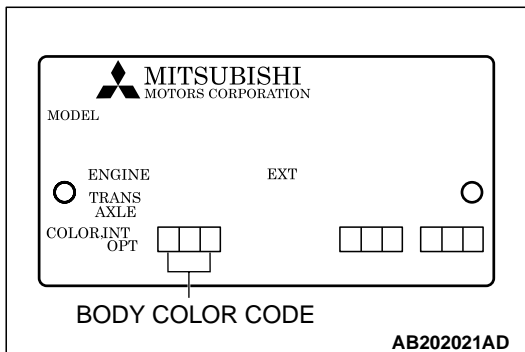 MITSUBISHI
MOTORS CORPORATION
MODEL
ENGINE EXT
TRANS
AXLE
COLOR,INT
OPT
BODY COLOR CODE
AB202021AD